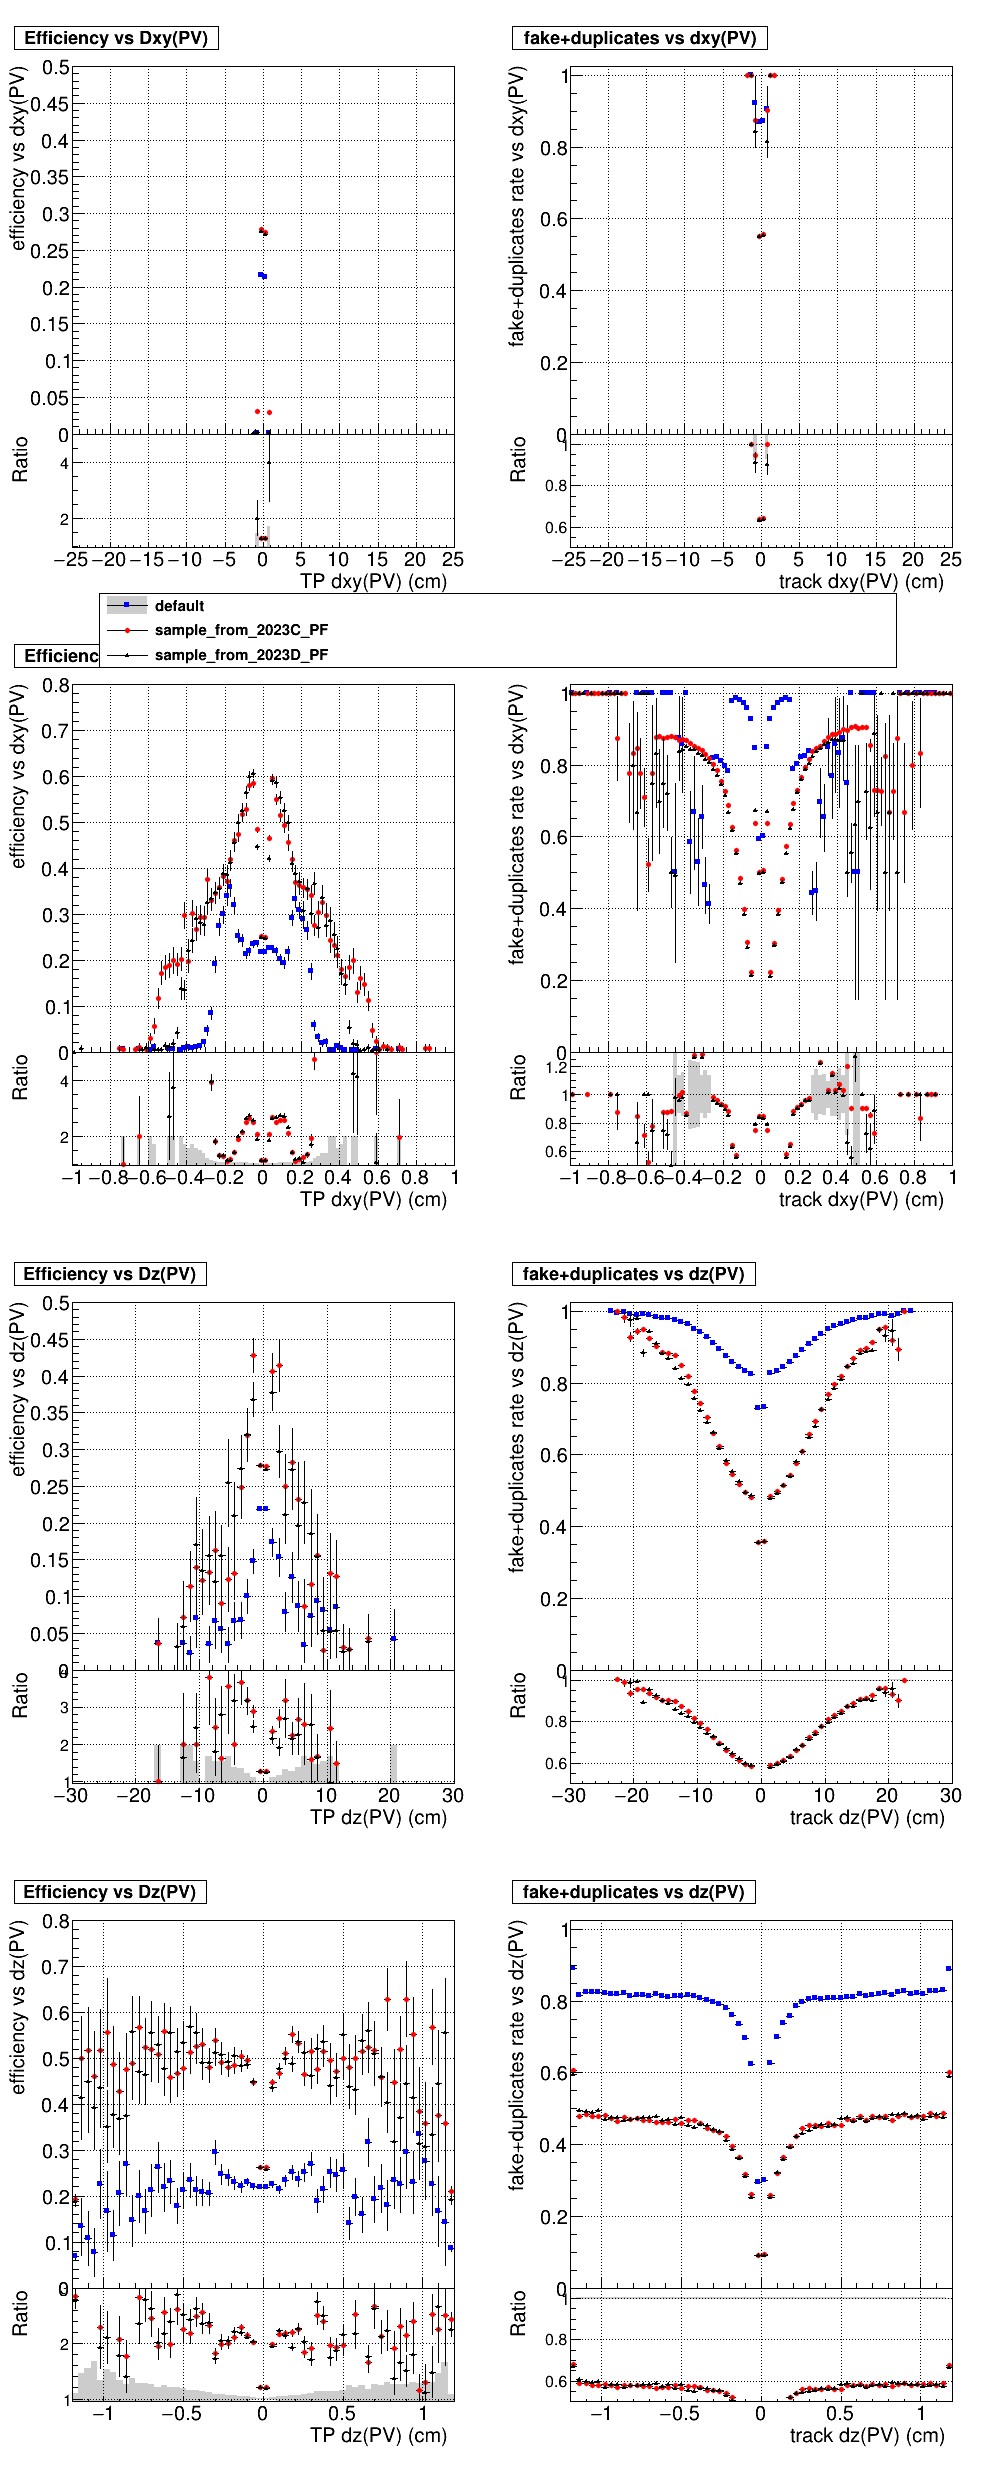 Efficiency vs Dxy(PV)
fake+duplicates vs dxy(PV)
efficiency vs dxy(PV)
0.5
0.45
0.4
0.35
0.3
0.25
0.2
0.15
0.1
0.05
0
Ratio
4
2
−25 −20 −15 −10 −5 0 5 10 15 20 25
TP dxy(PV) (cm)
fake+duplicates rate vs dxy(PV)
1
0.8
0.6
0.4
0.2
0
Ratio
1
0.8
0.6
−25 −20 −15 −10 −5 0 5 10 15 20 25
track dxy(PV) (cm)
default
sample_from_2023C_PF
sample_from_2023D_PF
Efficienc
efficiency vs dxy(PV)
0.8
0.7
0.6
0.5
0.4
0.3
0.2
0.1
0
Ratio
4
2
−1 −0.8 −0.6 −0.4 −0.2 0 0.2 0.4 0.6 0.8 1
TP dxy(PV) (cm)
fake+duplicates rate vs dxy(PV)
1
0.8
0.6
0.4
0.2
0
Ratio
1.2
1
0.8
0.6
−1 −0.8 −0.6 −0.4 −0.2 0 0.2 0.4 0.6 0.8 1
track dxy(PV) (cm)
Efficiency vs Dz(PV)
fake+duplicates vs dz(PV)
efficiency vs dz(PV)
0.5
0.45
0.4
0.35
0.3
0.25
0.2
0.15
0.1
0.05
0
Ratio
3
2
1
−30 −20 −10 0 10 20 30
TP dz(PV) (cm)
fake+duplicates rate vs dz(PV)
1
0.8
0.6
0.4
0.2
0
Ratio
1
0.8
0.6
−30 −20 −10 0 10 20 30
track dz(PV) (cm)
Efficiency vs Dz(PV)
fake+duplicates vs dz(PV)
efficiency vs dz(PV)
0.8
0.7
0.6
0.5
0.4
0.3
0.2
0.1
0
Ratio
2
1
−1 −0.5 0 0.5 1
TP dz(PV) (cm)
fake+duplicates rate vs dz(PV)
1
0.8
0.6
0.4
0.2
0
Ratio
1
0.8
0.6
−1 −0.5 0 0.5 1
track dz(PV) (cm)